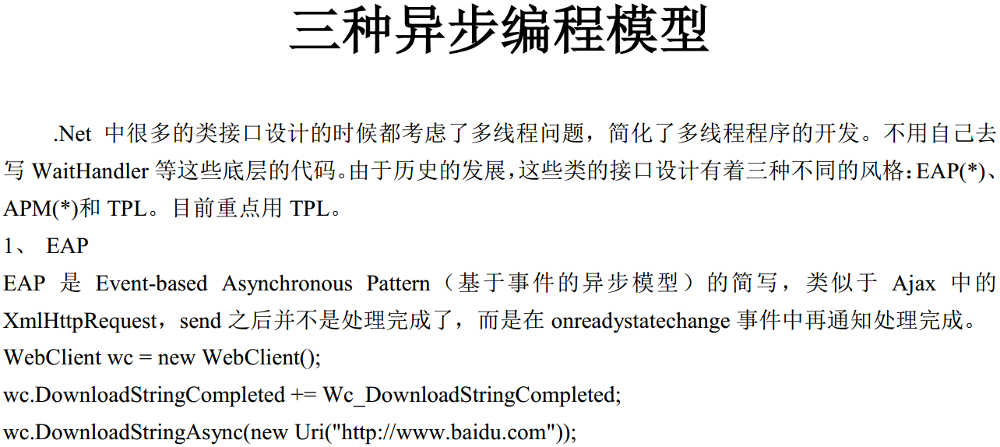 三种异步编程模型
.Net 中很多的类接口设计的时候都考虑了多线程问题，简化了多线程程序的开发。不用自己去
写 WaitHandler 等这些底层的代码。由于历史的发展，这些类的接口设计有着三种不同的风格：EAP(*)、
APM(*)和 TPL。目前重点用 TPL。
1、 EAP
EAP 是 Event-based Asynchronous Pattern（基于事件的异步模型）的简写，类似于 Ajax 中的
XmlHttpRequest，send 之后并不是处理完成了，而是在 onreadystatechange 事件中再通知处理完成。
WebClient wc = new WebClient();
wc.DownloadStringCompleted += Wc_DownloadStringCompleted;
wc.DownloadStringAsync(new Uri("http://www.baidu.com"));